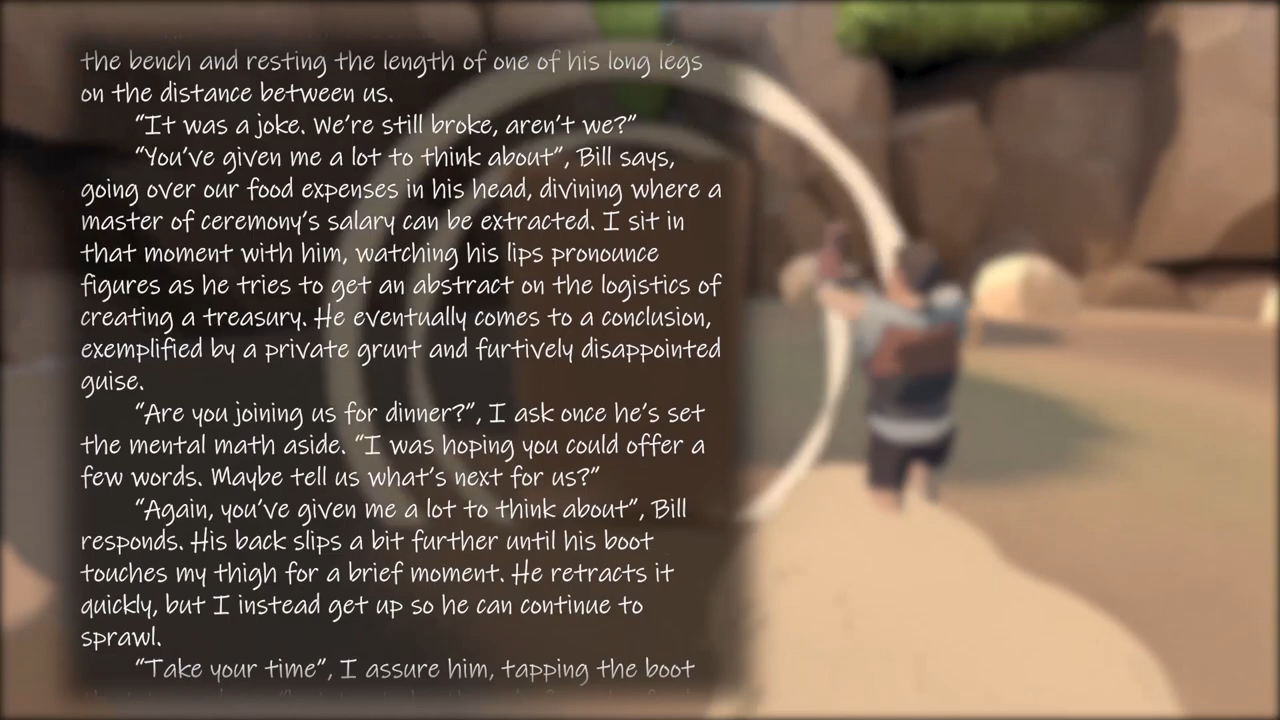 the bench and resting the length of one of his long legs
on the distance between us.
“It was a joke. We’re still broke, aren’t we?”
“You’ve given me a lot to think about”, Bill says,
going over our food expenses in his head, divining where a
master of ceremony’s salary can be extracted. I sit in
that moment with him, watching his lips pronounce
figures as he tries to get an abstract on the logistics of
creating a treasury. He eventually comes to a conclusion,
exemplified by a private grunt and furtively disappointed
guise.
“Are you joining us for dinner?”, I ask once he’s set
the mental math aside. “I was hoping you could offer a
few words. Maybe tell us what’s next for us?”
“Again, you’ve given me a lot to think about”, Bill
responds. His back slips a bit further until his boot
touches my thigh for a brief moment. He retracts it
quickly, but I instead get up so he can continue to
sprawl.
“Take your time”, I assure him, tapping the boot